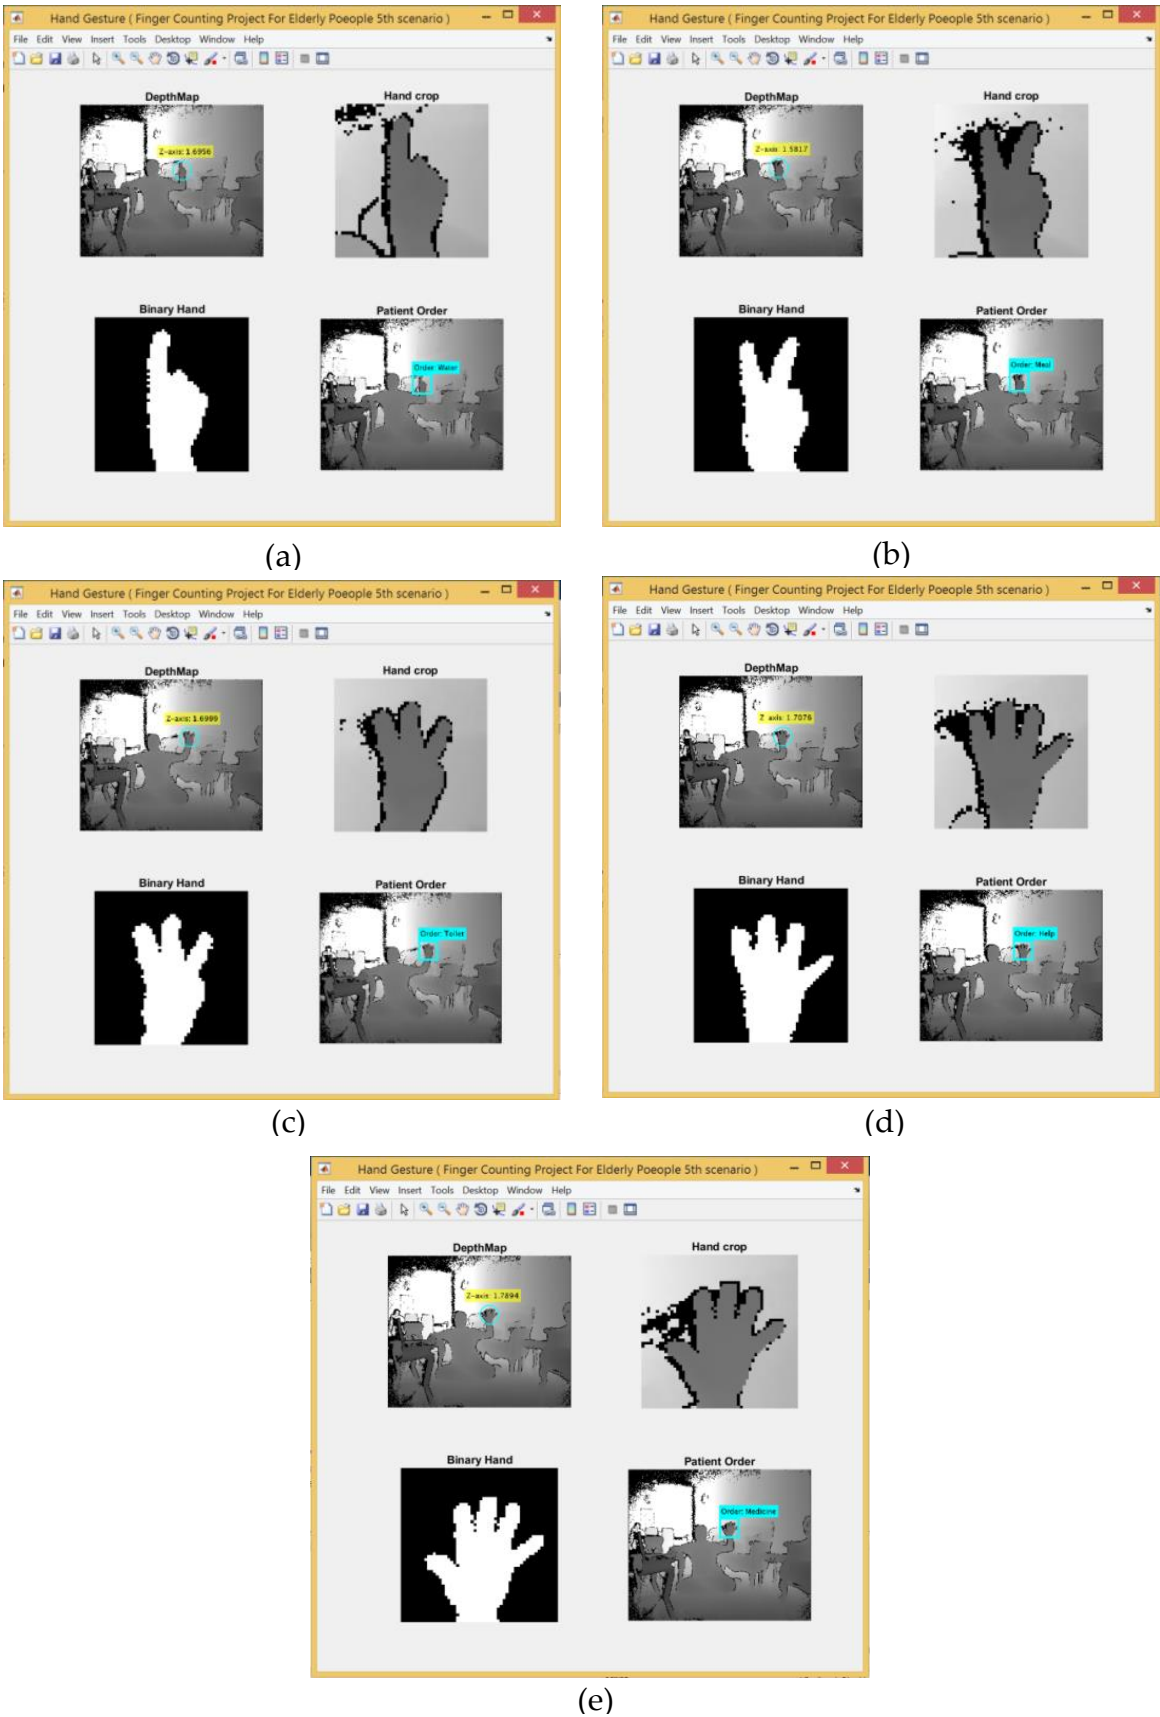 Hand Gesture ( Finger Counting Project For Elderly Poeople 5th scenario )
File Edit View Insert Tools Desktop Window Help
DepthMap
Hand crop
Z-axis: 1.6956
Binary Hand
Patient Order
Order: Water
(a)
Hand Gesture ( Finger Counting Project For Elderly Poeople 5th scenario )
File Edit View Insert Tools Desktop Window Help
DepthMap
Hand crop
Z-axis: 1.5817
Binary Hand
Patient Order
Order: Meal
(b)
Hand Gesture ( Finger Counting Project For Elderly Poeople 5th scenario )
File Edit View Insert Tools Desktop Window Help
DepthMap
Hand crop
Z-axis: 1.6999
Binary Hand
Patient Order
Order: Toilet
(c)
Hand Gesture ( Finger Counting Project For Elderly Poeople 5th scenario )
File Edit View Insert Tools Desktop Window Help
DepthMap
Hand crop
Z axis: 1.7076
Binary Hand
Patient Order
Order: Help
(d)
Hand Gesture ( Finger Counting Project For Elderly Poeople 5th scenario )
File Edit View Insert Tools Desktop Window Help
DepthMap
Hand crop
Z-axis: 1.7894
Binary Hand
Patient Order
Order: Medicine
(e)